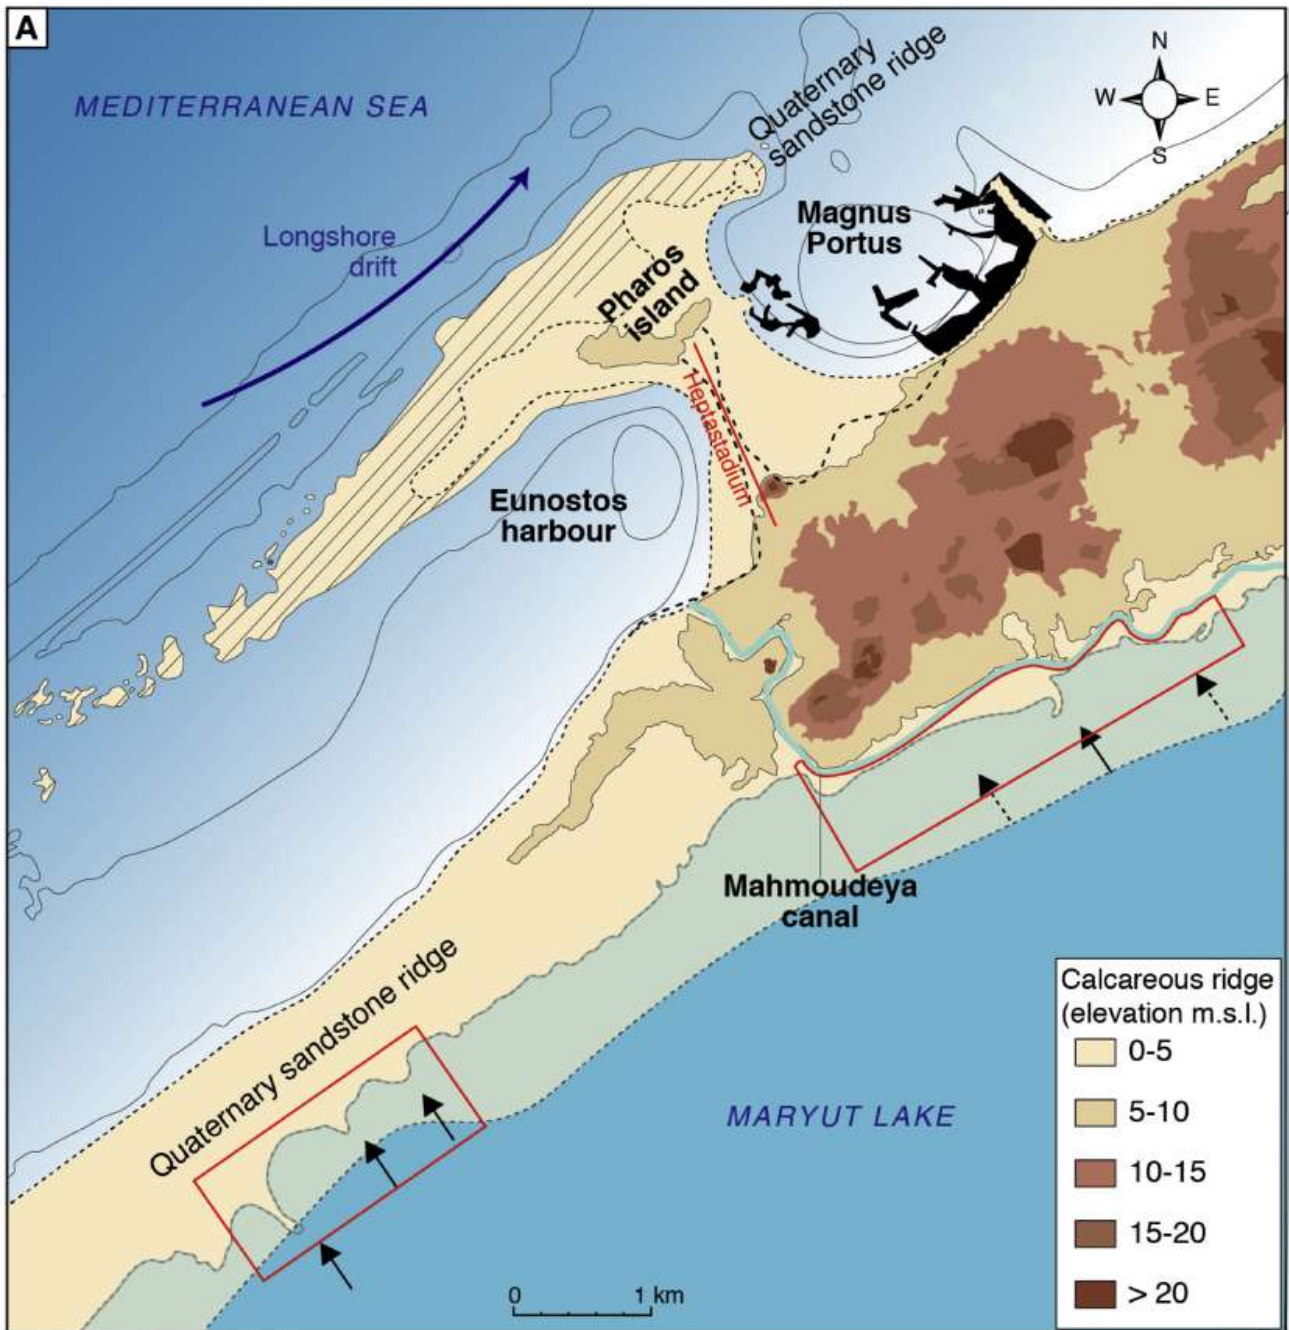 A
MEDITERRANEAN SEA
Quaternary
sandstone ridge
N
W
E
S
Longshore
drift
Magnus
Portus
Pharos
island
Heptastadium
Eunostos
harbour
Mahmoudeya
canal
Quaternary sandstone ridge
MARYUT LAKE
Calcareous ridge
(elevation m.s.l.)
0-5
5-10
10-15
15-20
> 20
0
1 km